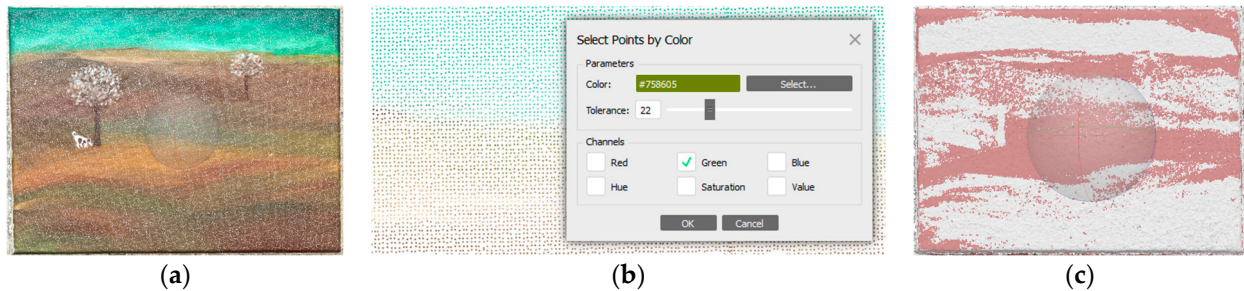 Select Points by Color
Parameters
Color: #758605 Select...
Tolerance: 22
Channels
Red Green Blue
Hue Saturation Value
OK Cancel
(a) (b) (c)